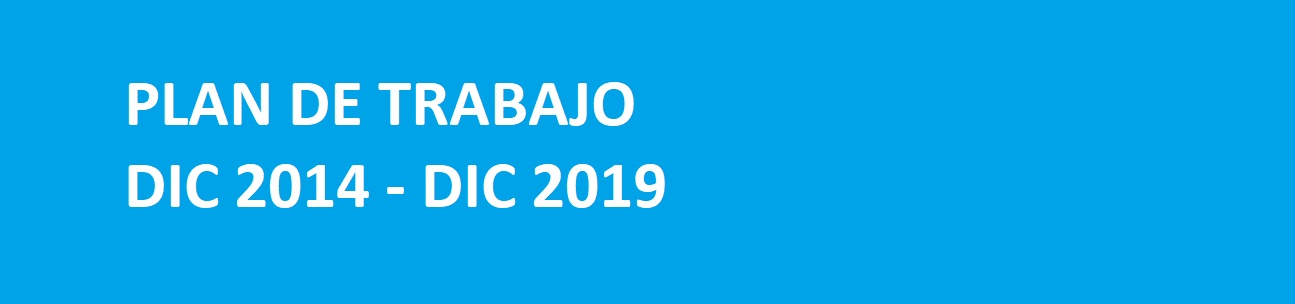 PLAN DE TRABAJO
DIC 2014 - DIC 2019